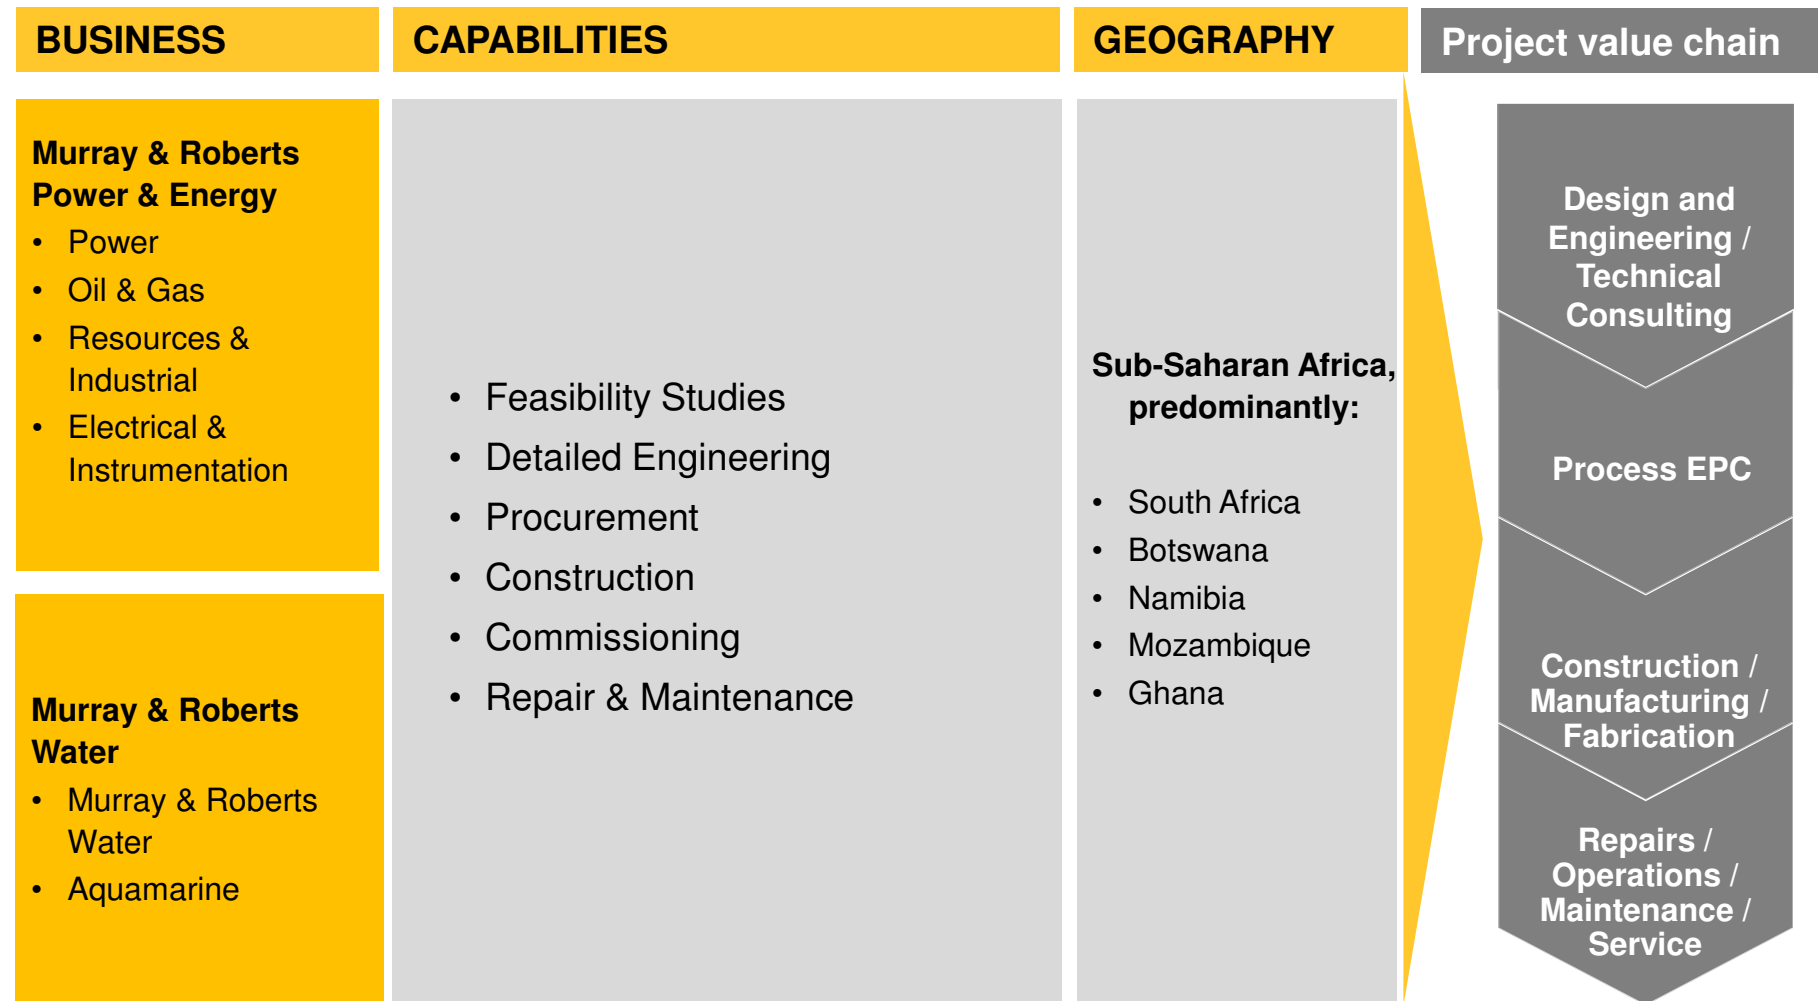 BUSINESS
CAPABILITIES
GEOGRAPHY
Project value chain
Murray & Roberts
Power & Energy
• Power
• Oil & Gas
• Resources &
Industrial
• Electrical &
Instrumentation
Murray & Roberts
Water
• Murray & Roberts
Water
• Aquamarine
• Feasibility Studies
• Detailed Engineering
• Procurement
• Construction
• Commissioning
• Repair & Maintenance
Sub-Saharan Africa,
predominantly:
• South Africa
• Botswana
• Namibia
• Mozambique
• Ghana
Design and
Engineering /
Technical
Consulting
Process EPC
Construction /
Manufacturing /
Fabrication
Repairs /
Operations /
Maintenance /
Service